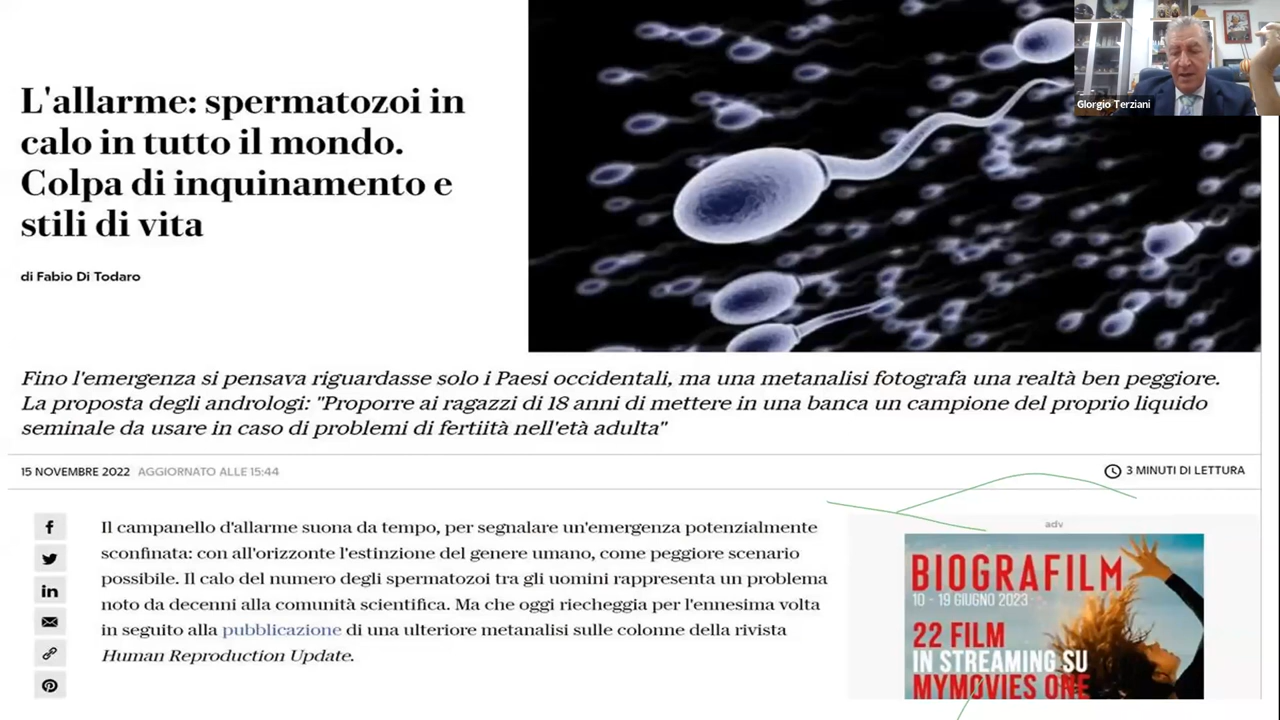 L'allarme: spermatozoi in
calo in tutto il mondo.
Colpa di inquinamento e
stili di vita
di Fabio Di Todaro
GIorgio Terziani
Fino l'emergenza si pensava riguardasse solo i Paesi occidentali, ma una metanalisi fotografa una realtà ben peggiore.
La proposta degli andrologi: "Proporre ai ragazzi di 18 anni di mettere in una banca un campione del proprio liquido
seminale da usare in caso di problemi di fertiità nell'età adulta"
15 NOVEMBRE 2022 AGGIORNATO ALLE 15:44
3 MINUTI DI LETTURA
Il campanello d'allarme suona da tempo, per segnalare un'emergenza potenzialmente
sconfinata: con all'orizzonte l'estinzione del genere umano, come peggiore scenario
possibile. Il calo del numero degli spermatozoi tra gli uomini rappresenta un problema
noto da decenni alla comunità scientifica. Ma che oggi riecheggia per l'ennesima volta
in seguito alla pubblicazione di una ulteriore metanalisi sulle colonne della rivista
Human Reproduction Update.
adv
BIOGRAFILM
10 - 19 GIUGNO 2023
22 FILM
IN STREAMING SU
MYMOVIES ONE